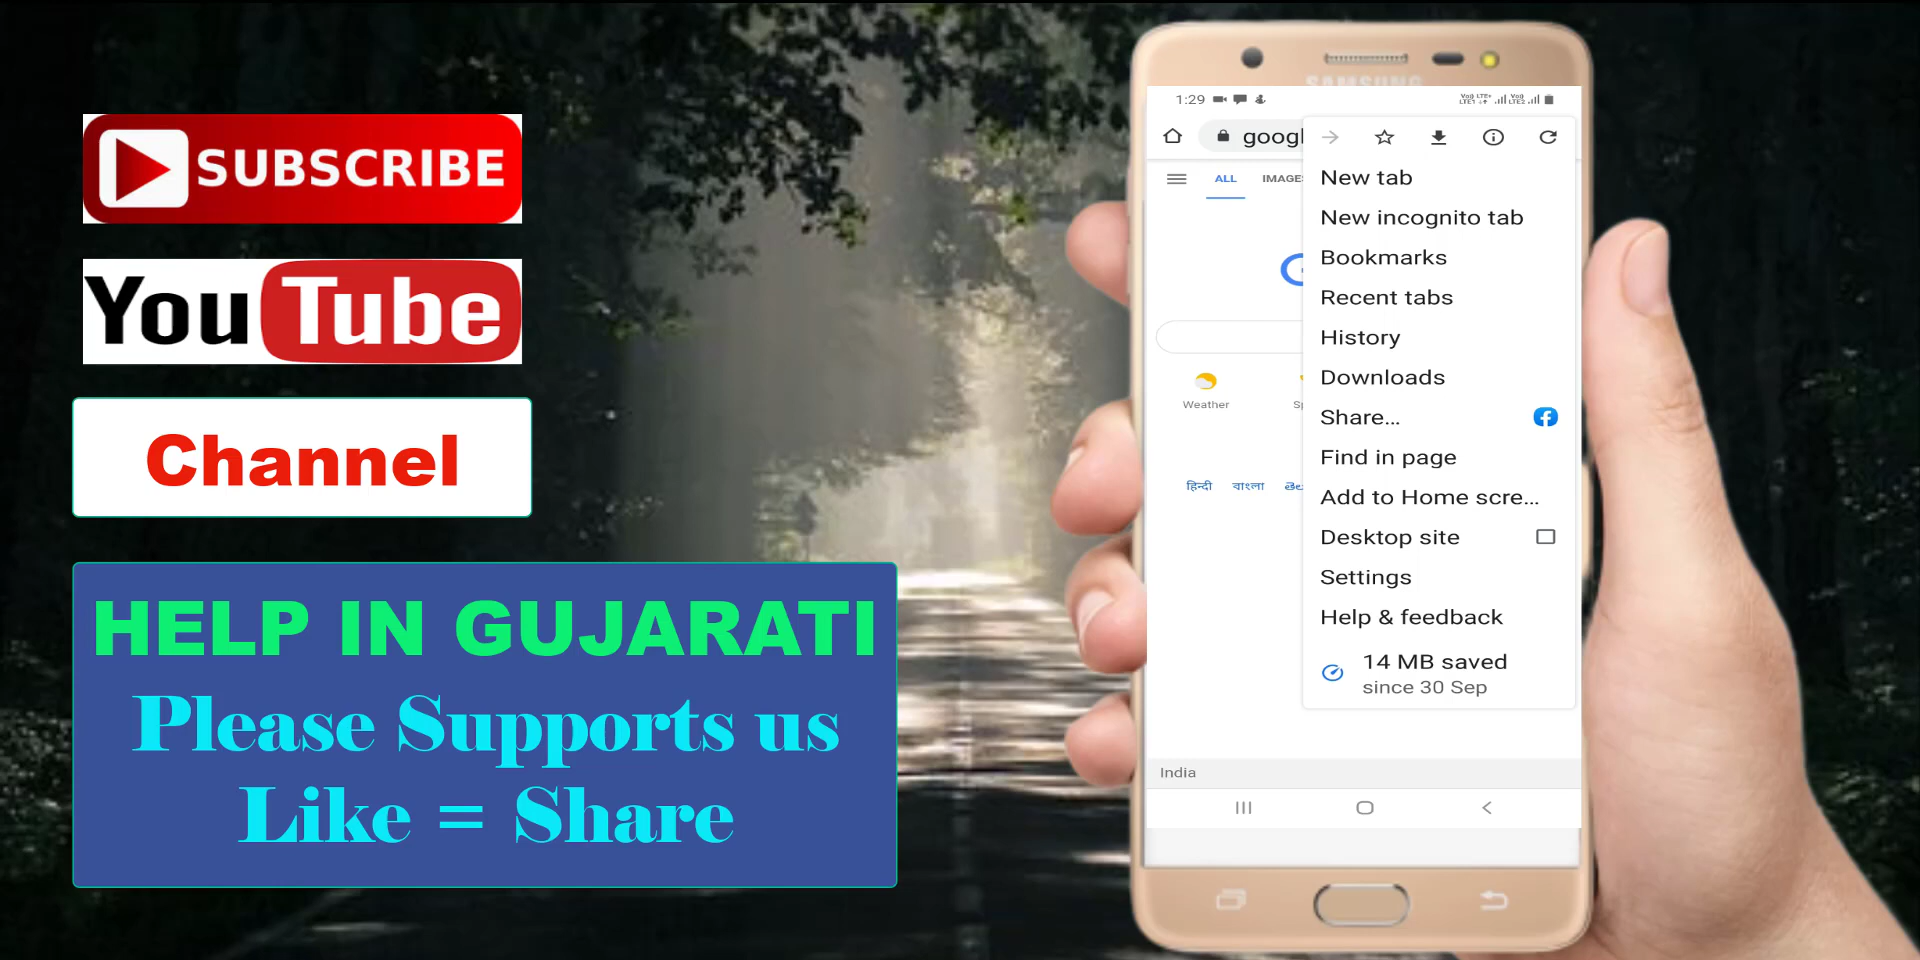 SUBSCRIBE
YouTube
Channel
HELP IN GUJARATI
Please Supports us
Like = Share
SAMSUNG
1:29
googl
ALL IMAGES
New tab
New incognito tab
Bookmarks
Recent tabs
History
Downloads
Share...
Find in page
Add to Home scre...
Desktop site
Settings
Help & feedback
14 MB saved
since 30 Sep
Weather
हिन्दी বাংলা
India